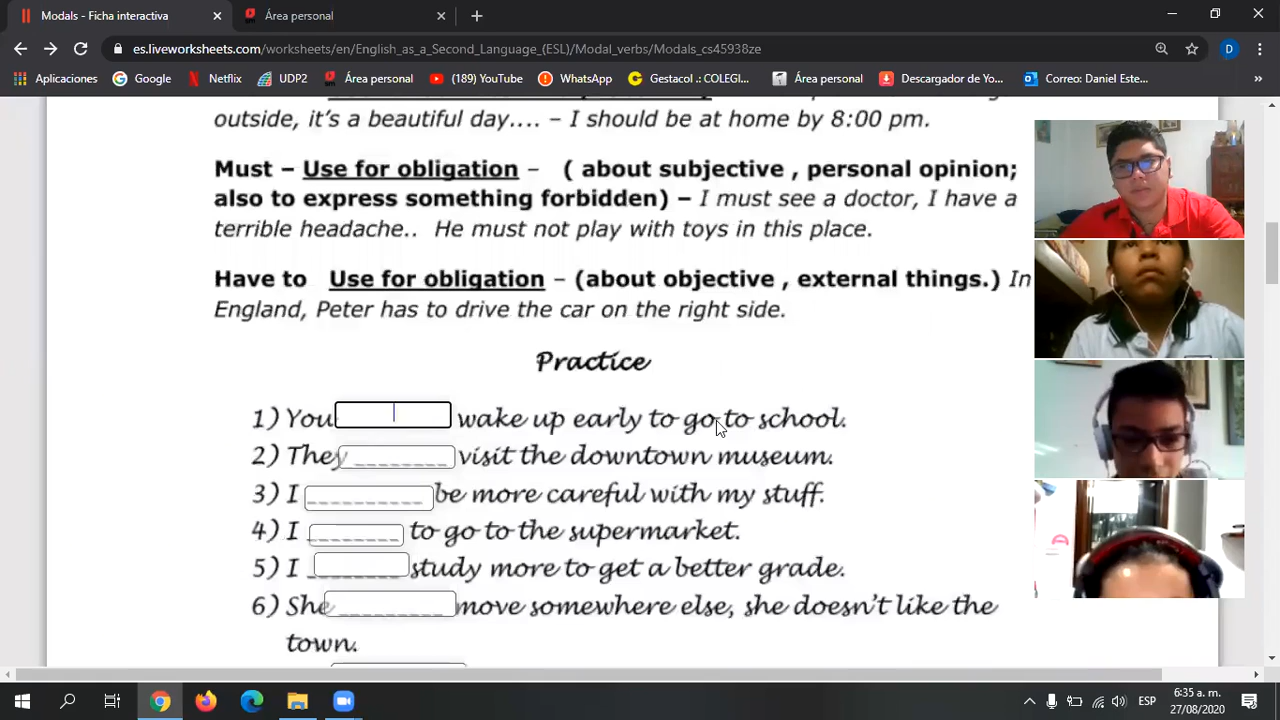 Modals - Ficha interactiva
Área personal
es.liveworksheets.com/worksheets/en/English_as_a_Second_Language_(ESL)/Modal_verbs/Modals_cs45938ze
D
Aplicaciones
Google
Netflix
UDP2
Área personal
(189) YouTube
WhatsApp
Gestacol .: COLEGI...
Área personal
Descargador de Yo...
Correo: Daniel Este...
»
outside, it's a beautiful day.... – I should be at home by 8:00 pm.
Must – Use for obligation – ( about subjective , personal opinion;
also to express something forbidden) – I must see a doctor, I have a
terrible headache.. He must not play with toys in this place.
Have to Use for obligation – (about objective , external things.) In
England, Peter has to drive the car on the right side.
Practice
1) You wake up early to go to school.
2) They ________ visit the downtown museum.
3) I __________ be more careful with my stuff.
4) I _______ to go to the supermarket.
5) I ________ study more to get a better grade.
6) She _________ move somewhere else, she doesn't like the
town.
ESP
6:35 a. m.
27/08/2020